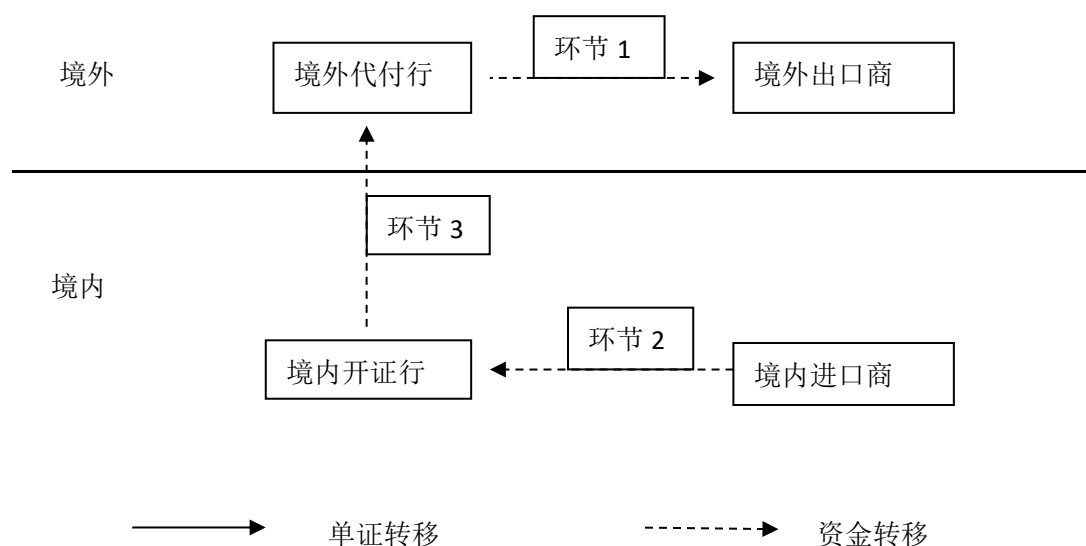 环节 1
境外
境外代付行
境外出口商
环节 3
境内
环节 2
境内开证行
境内进口商
单证转移
资金转移